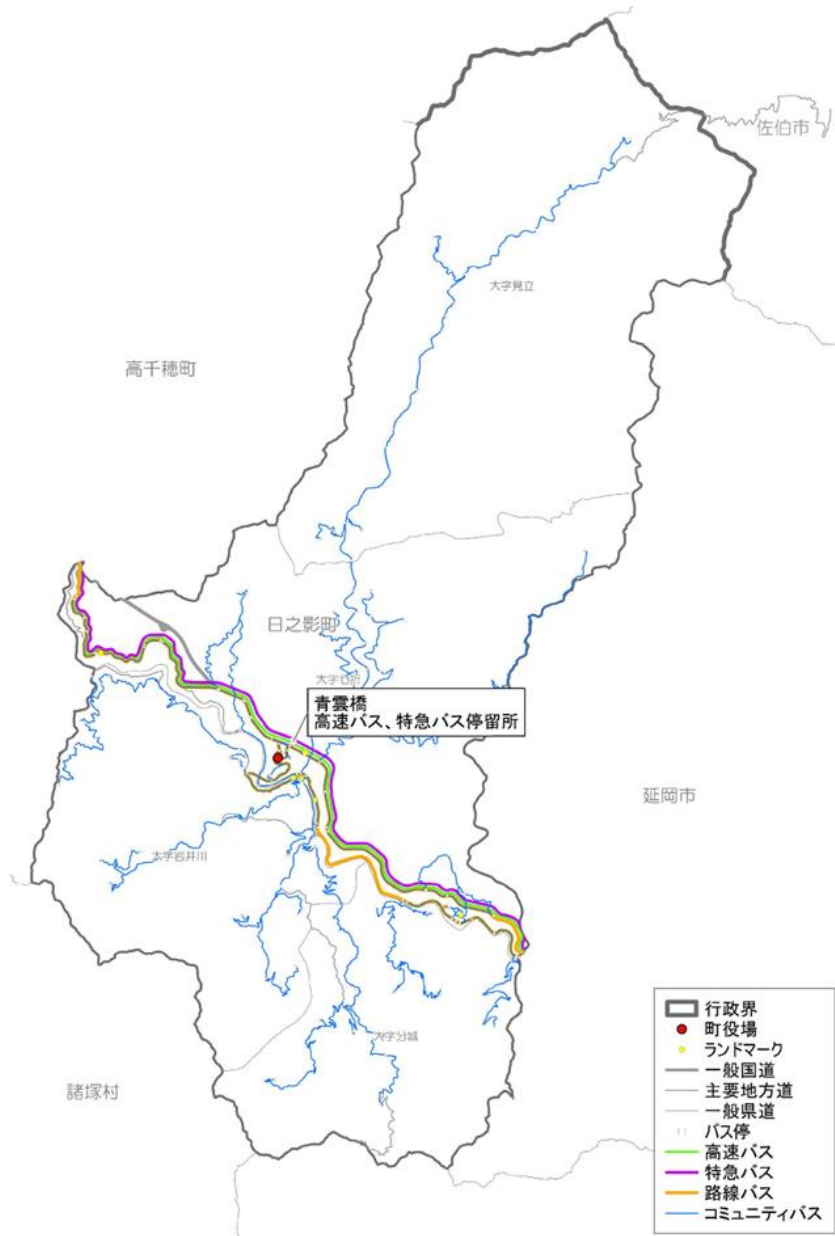 佐伯市
大字見立
高千穂町
日之影町
大字七折
青雲橋
高速バス、特急バス停留所
延岡市
大字岩井川
大字分城
諸塚村
行政界
町役場
ランドマーク
一般国道
主要地方道
一般県道
バス停
高速バス
特急バス
路線バス
コミュニティバス